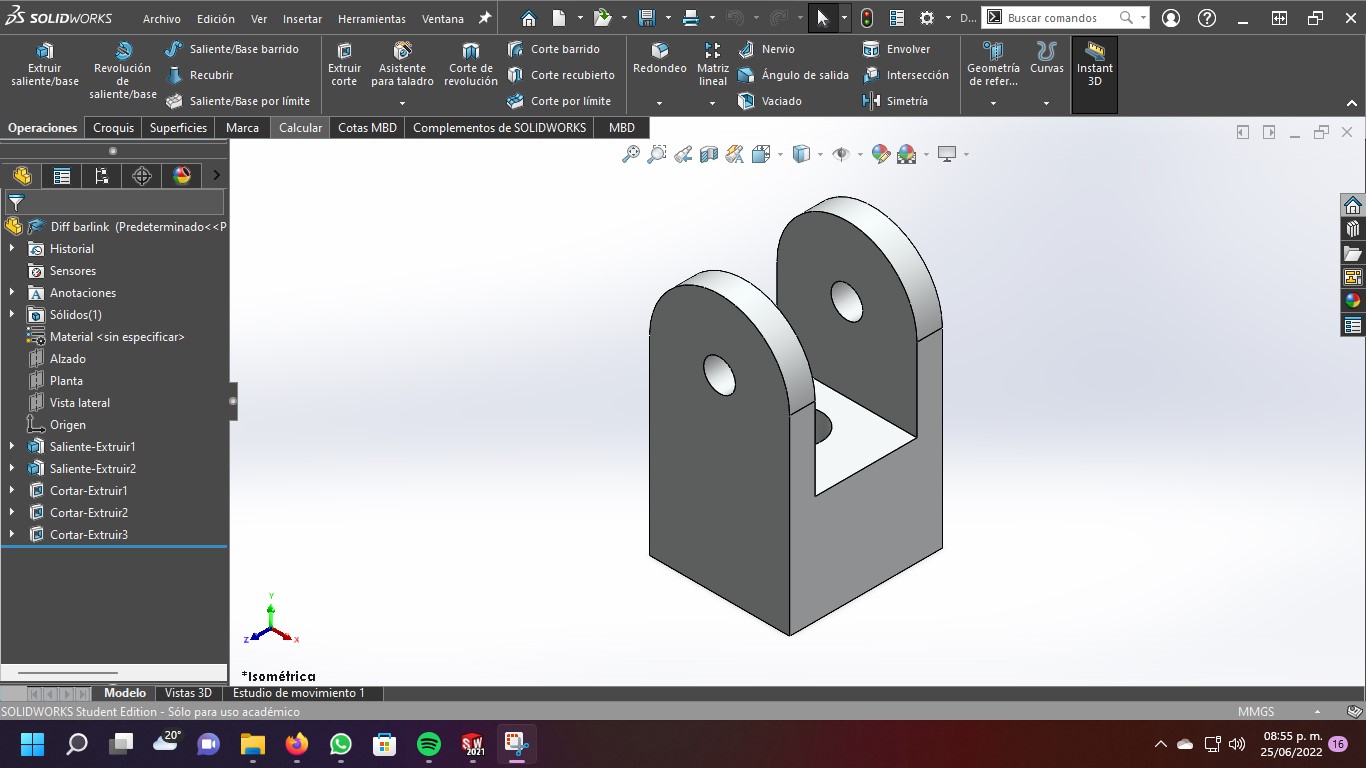 SOLIDWORKS
Archivo Edición Ver Insertar Herramientas Ventana
D...
Buscar comandos
Extruir
saliente/base
Revolución
de
saliente/base
Saliente/Base barrido
Recubrir
Saliente/Base por límite
Extruir
corte
Asistente
para taladro
Corte de
revolución
Corte barrido
Corte recubierto
Corte por límite
Redondeo
Matriz
lineal
Nervio
Ángulo de salida
Vaciado
Envolver
Intersección
Simetría
Geometría
de refer...
Curvas
Instant
3D
Operaciones Croquis Superficies Marca Calcular Cotas MBD Complementos de SOLIDWORKS MBD
Diff barlink (Predeterminado<<P
Historial
Sensores
Anotaciones
Sólidos(1)
Material <sin especificar>
Alzado
Planta
Vista lateral
Origen
Saliente-Extruir1
Saliente-Extruir2
Cortar-Extruir1
Cortar-Extruir2
Cortar-Extruir3
Y
Z
X
*Isométrica
Modelo Vistas 3D Estudio de movimiento 1
SOLIDWORKS Student Edition - Sólo para uso académico
MMGS
20°
SW
2021
08:55 p. m.
25/06/2022
16